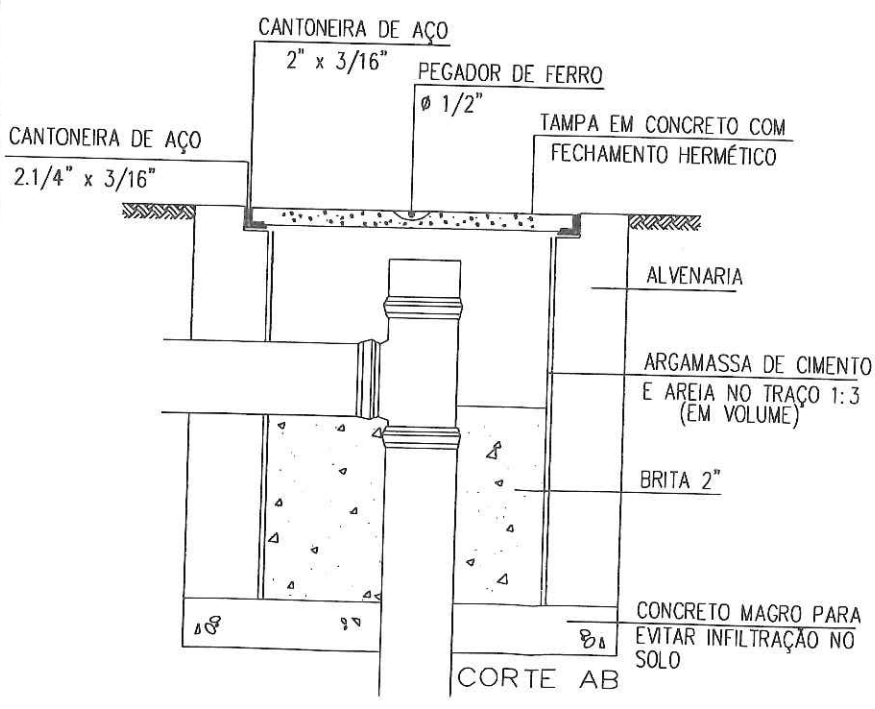 CANTONEIRA DE AÇO
2" x 3/16"
PEGADOR DE FERRO
ø 1/2"
TAMPA EM CONCRETO COM
FECHAMENTO HERMÉTICO
CANTONEIRA DE AÇO
2.1/4" x 3/16"
ALVENARIA
ARGAMASSA DE CIMENTO
E AREIA NO TRAÇO 1:3
(EM VOLUME)
BRITA 2"
CONCRETO MAGRO PARA
EVITAR INFILTRAÇÃO NO
SOLO
CORTE AB